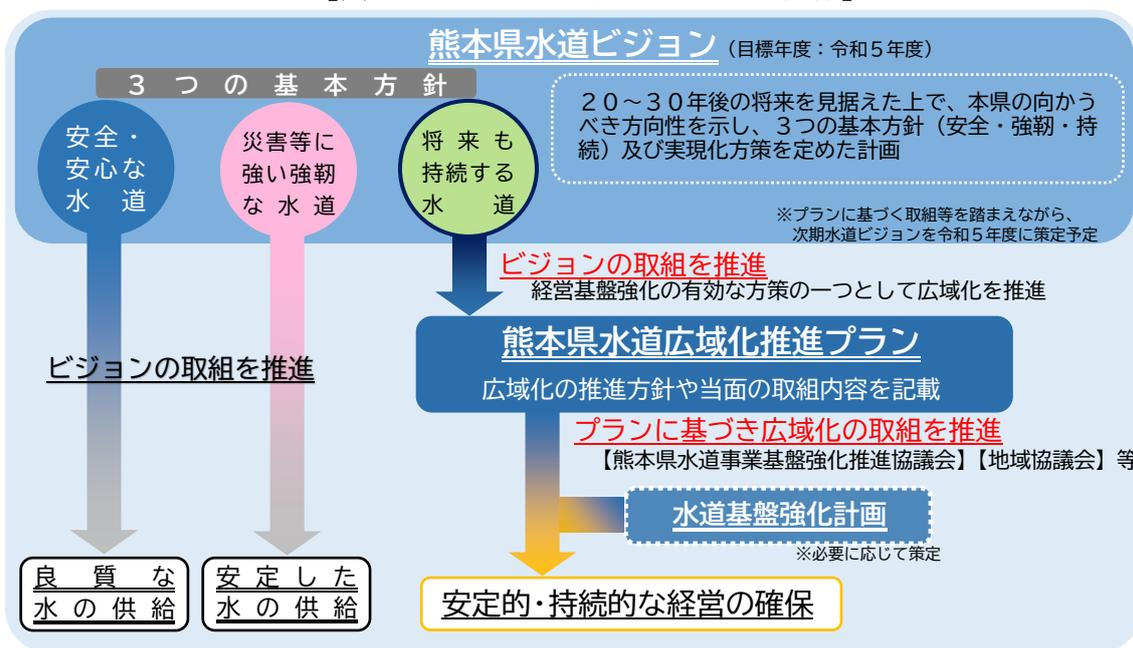 熊本県水道ビジョン（目標年度：令和５年度）
３つの基本方針
安全・
安心な
水道
災害等に
強い強靭
な水道
将来も
持続する
水道
２０～３０年後の将来を見据えた上で、本県の向かう
べき方向性を示し、３つの基本方針（安全・強靭・持
続）及び実現化方策を定めた計画
※プランに基づく取組等を踏まえながら、
次期水道ビジョンを令和５年度に策定予定
ビジョンの取組を推進
経営基盤強化の有効な方策の一つとして広域化を推進
熊本県水道広域化推進プラン
広域化の推進方針や当面の取組内容を記載
ビジョンの取組を推進
プランに基づき広域化の取組を推進
【熊本県水道事業基盤強化推進協議会】【地域協議会】等
水道基盤強化計画
※必要に応じて策定
良質な
水の供給
安定した
水の供給
安定的・持続的な経営の確保